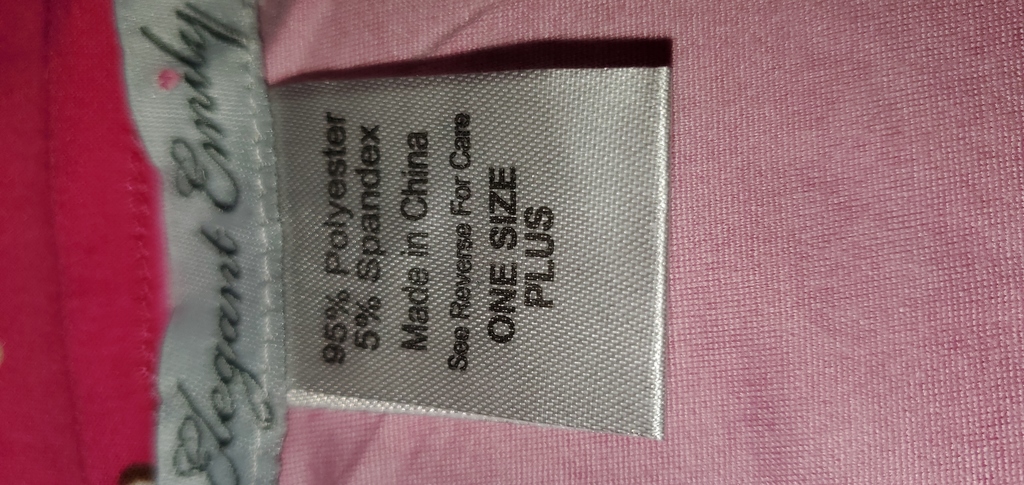 Elegant Emily
95% Polyester
5% Spandex
Made in China
See Reverse For Care
ONE SIZE
PLUS